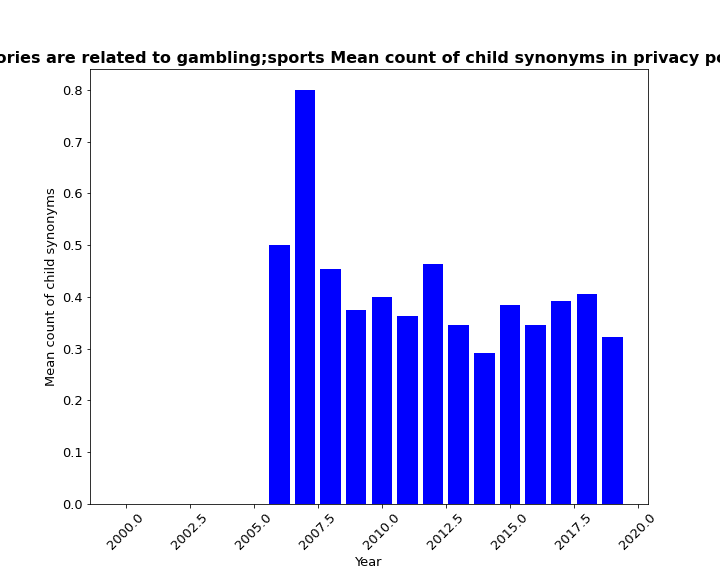 ories are related to gambling;sports Mean count of child synonyms in privacy po
0.8
0.7
0.6
0.5
0.4
0.3
0.2
0.1
0.0
Mean count of child synonyms
2000.0 2002.5 2005.0 2007.5 2010.0 2012.5 2015.0 2017.5 2020.0
Year